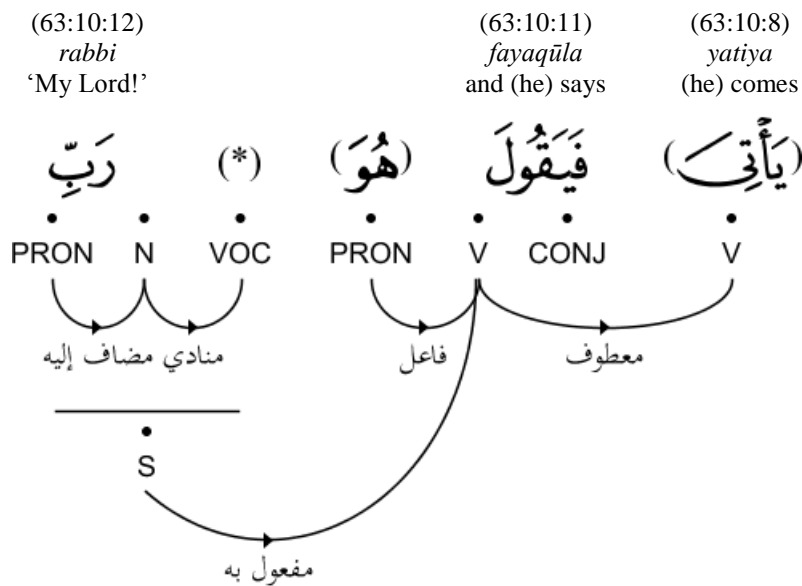 (63:10:12) (63:10:11) (63:10:8)
rabbi fayaqūla yatiya
‘My Lord!’ and (he) says (he) comes
(يَأْتِىَ) فَيَقُولَ (هُوَ) (*) رَبِّ
PRON N VOC PRON V CONJ V
معطوف فاعل منادي مضاف إليه
S
مفعول به